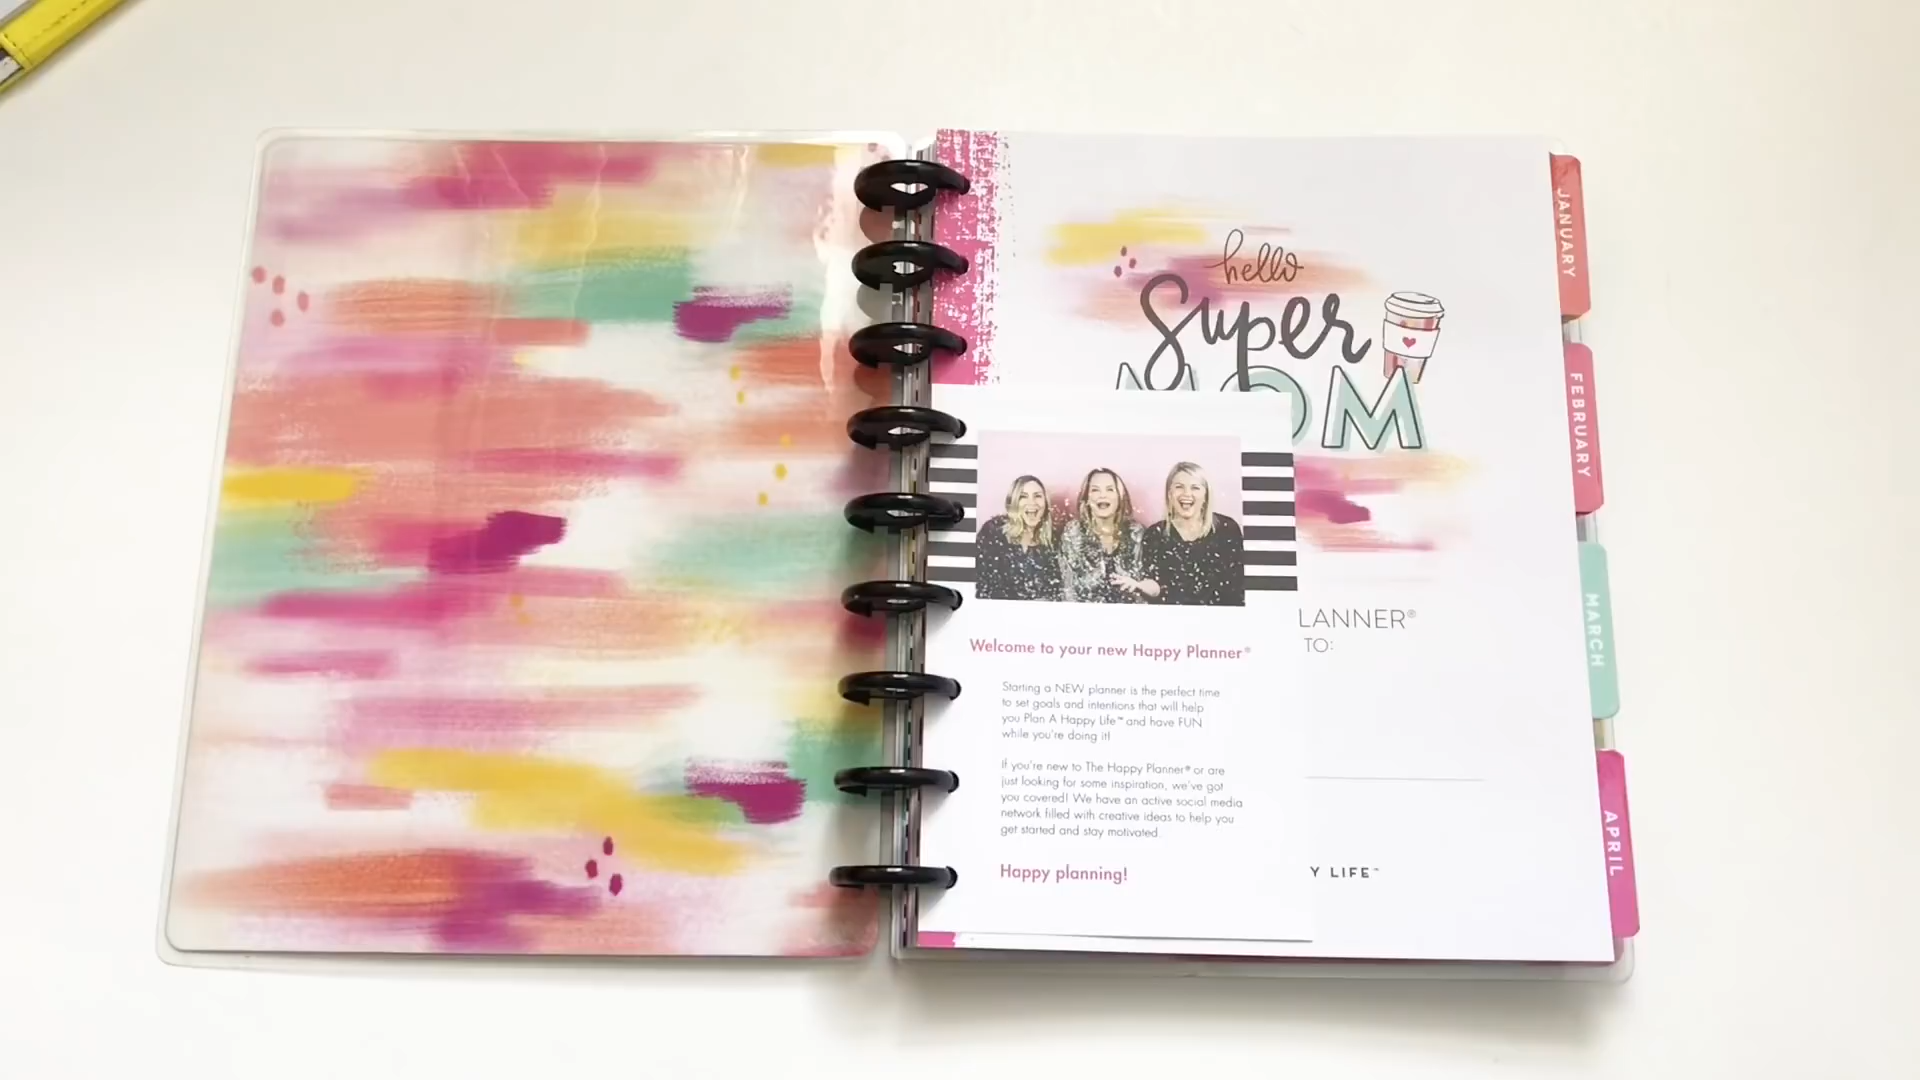 hello
Super
MOM
LANNER®
TO:
Y LIFE™
Welcome to your new Happy Planner®
Starting a NEW planner is the perfect time
to set goals and intentions that will help
you Plan A Happy Life™ and have FUN
while you're doing it!
If you're new to The Happy Planner® or are
just looking for some inspiration, we've got
you covered! We have an active social media
network filled with creative ideas to help you
get started and stay motivated.
Happy planning!
JANUARY
FEBRUARY
MARCH
APRIL